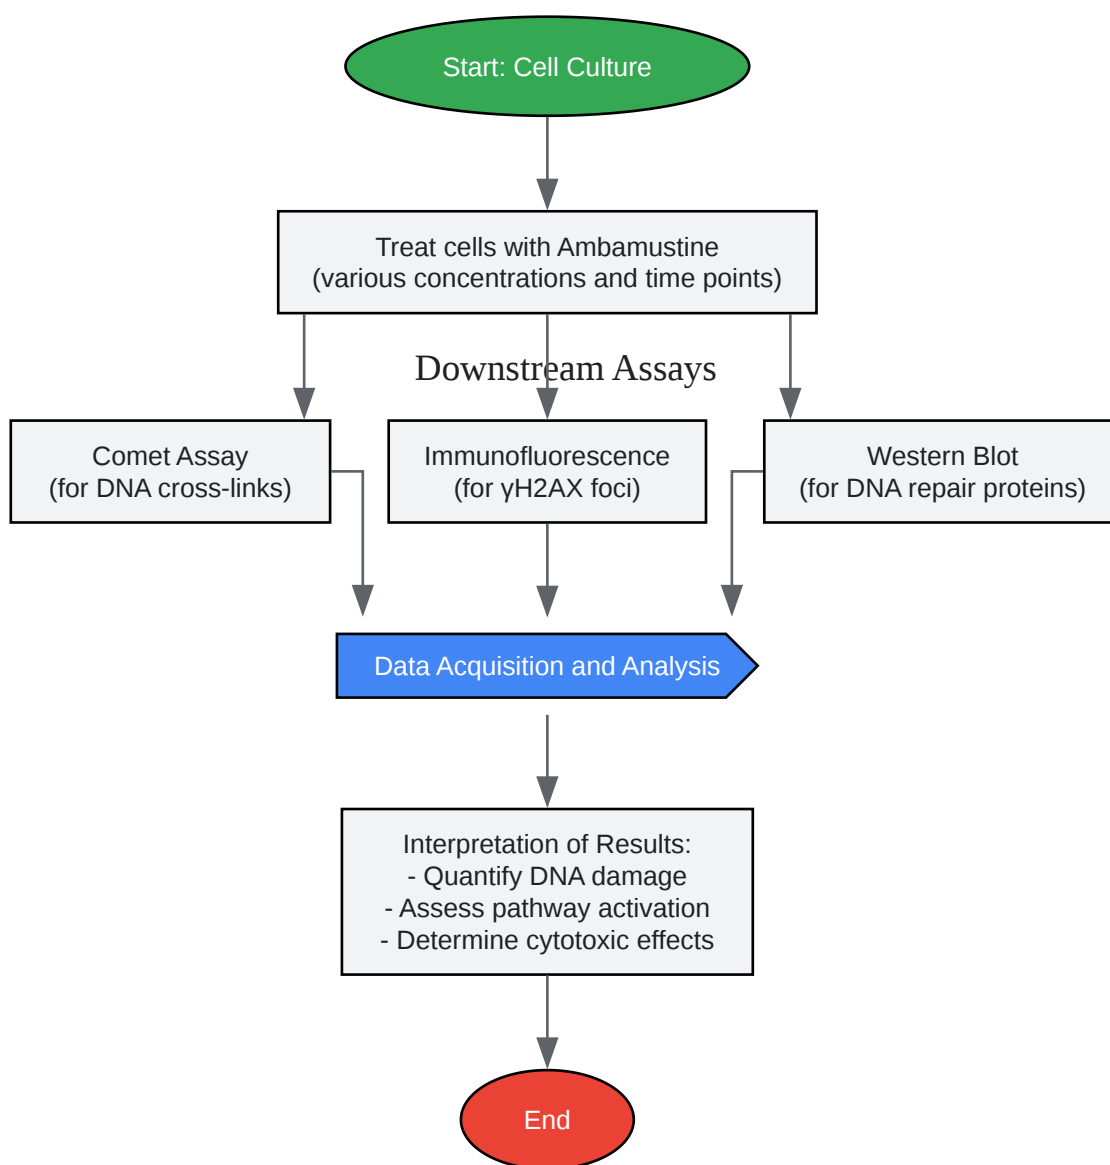 Start: Cell Culture
Treat cells with Ambamustine
(various concentrations and time points)
Downstream Assays
Comet Assay
(for DNA cross-links)
Immunofluorescence
(for γH2AX foci)
Western Blot
(for DNA repair proteins)
Data Acquisition and Analysis
Interpretation of Results:
- Quantify DNA damage
- Assess pathway activation
- Determine cytotoxic effects
End